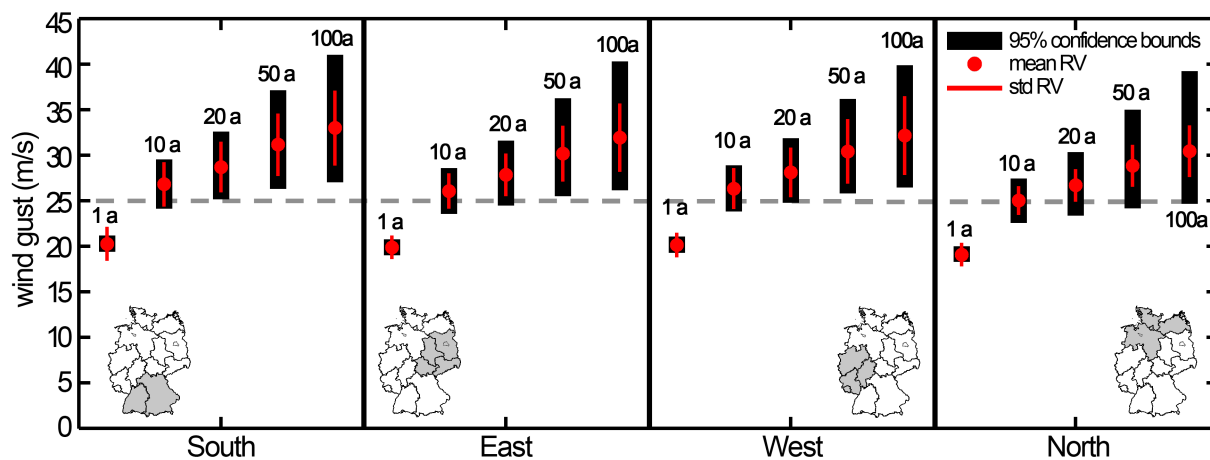 wind gust (m/s)
45
40
35
30
25
20
15
10
5
0
1 a
10 a
20 a
50 a
100a
South
1 a
10 a
20 a
50 a
100a
East
1 a
10 a
20 a
50 a
100a
West
1 a
10 a
20 a
50 a
100a
North
95% confidence bounds
mean RV
std RV